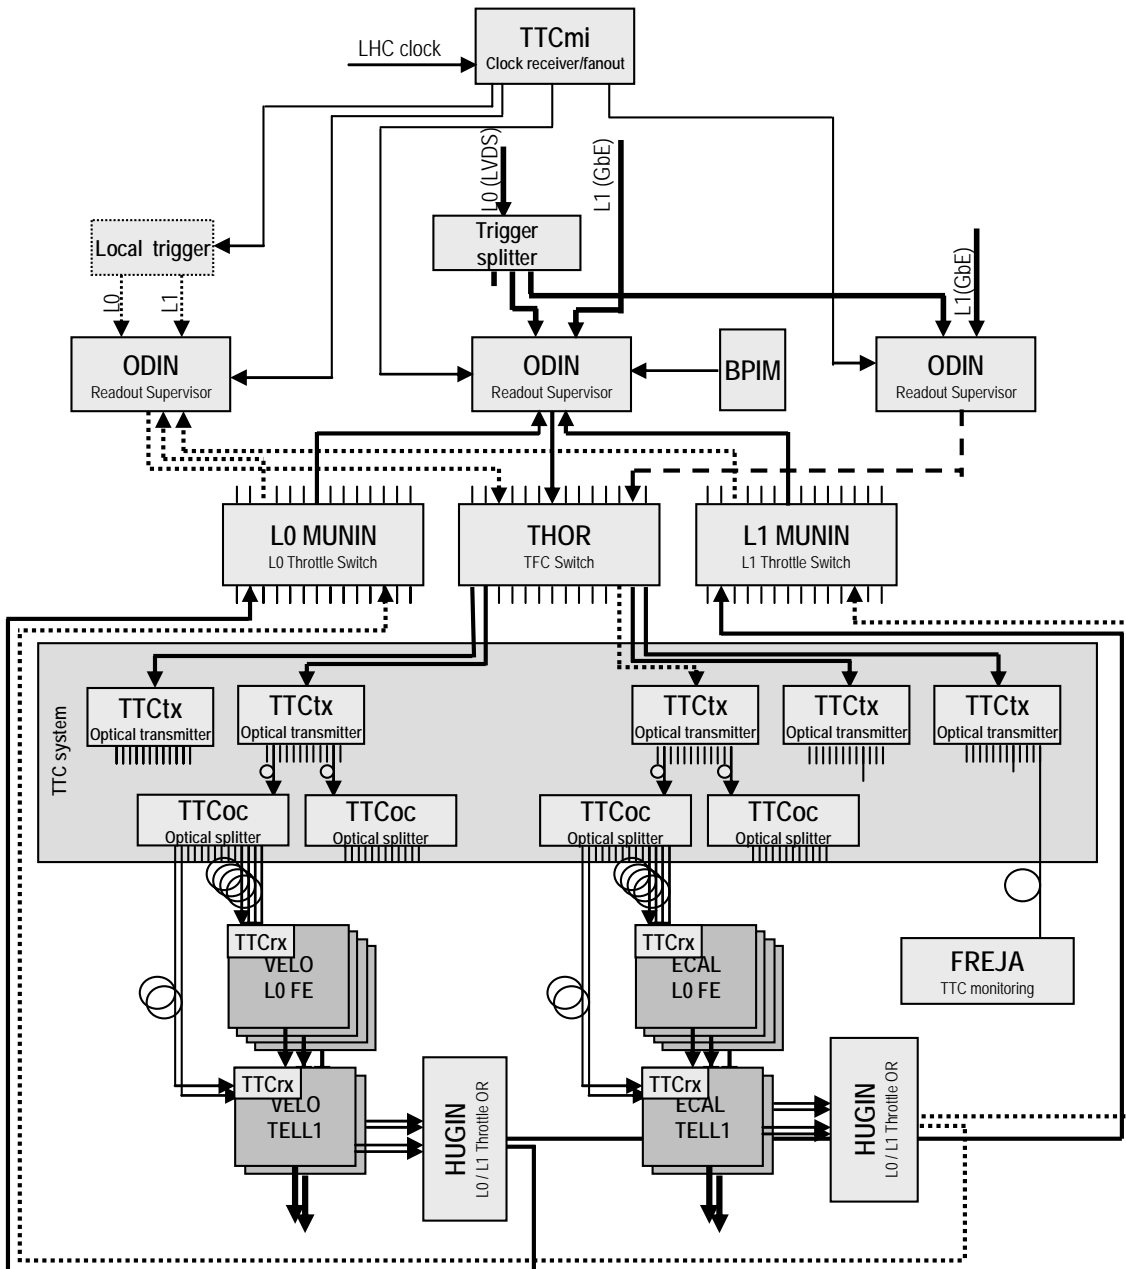 TTCmi
Clock receiver/fanout
LHC clock
L0 (LVDS)
L1 (GbE)
Local trigger
Trigger
splitter
L0
L1
L1(GbE)
ODIN
Readout Supervisor
ODIN
Readout Supervisor
BPIM
ODIN
Readout Supervisor
L0 MUNIN
L0 Throttle Switch
THOR
TFC Switch
L1 MUNIN
L1 Throttle Switch
TTC system
TTCtx
Optical transmitter
TTCtx
Optical transmitter
TTCtx
Optical transmitter
TTCtx
Optical transmitter
TTCtx
Optical transmitter
TTCoc
Optical splitter
TTCoc
Optical splitter
TTCoc
Optical splitter
TTCoc
Optical splitter
TTCrx
VELO
L0 FE
TTCrx
ECAL
L0 FE
FREJA
TTC monitoring
TTCrx
VELO
TELL1
HUGIN
L0 / L1 Throttle OR
TTCrx
ECAL
TELL1
HUGIN
L0 / L1 Throttle OR